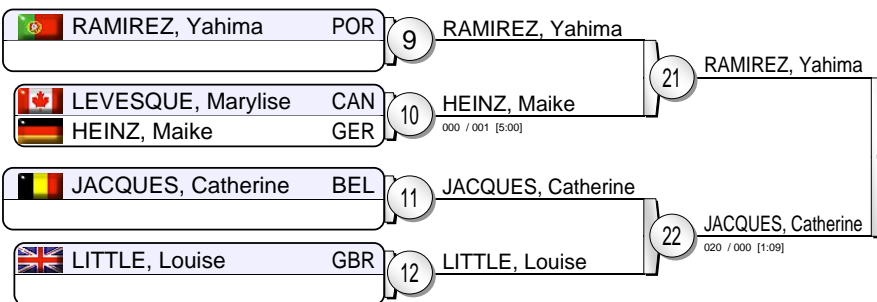 RAMIREZ, Yahima POR
9
RAMIREZ, Yahima
21
RAMIREZ, Yahima
LEVESQUE, Marylise CAN
HEINZ, Maike GER
10
HEINZ, Maike
000 / 001 [5:00]
JACQUES, Catherine BEL
11
JACQUES, Catherine
22
JACQUES, Catherine
020 / 000 [1:09]
LITTLE, Louise GBR
12
LITTLE, Louise